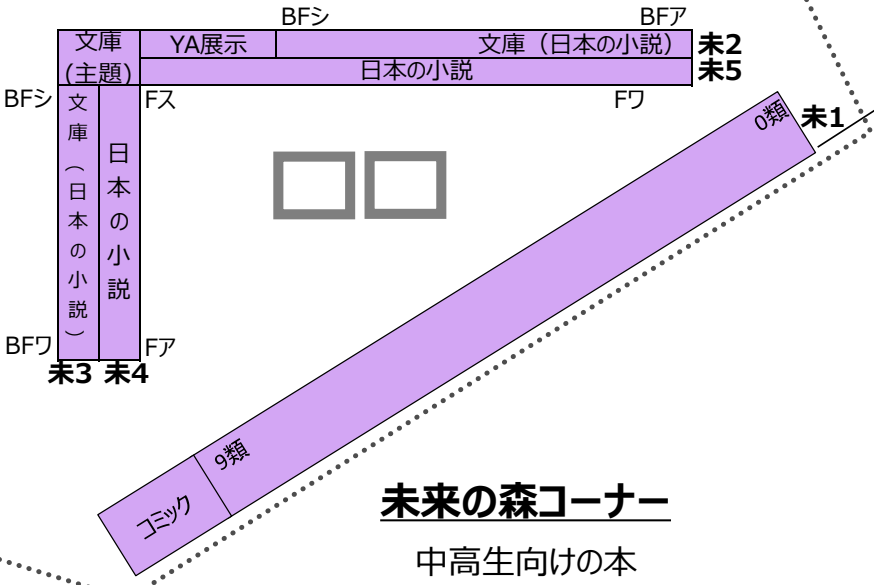 BFシ
BFア
文庫
(主題)
YA展示
文庫（日本の小説）
未2
日本の小説
未5
BFシ
Fス
Fワ
文庫（日本の小説）
日本の小説
BFワ
Fア
未3
未4
0類
未1
9類
コミック
未来の森コーナー
中高生向けの本